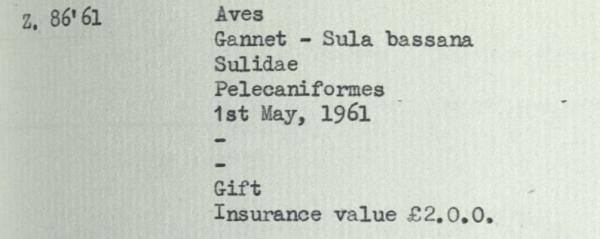 Z. 86'61 Aves
Gannet - Sula bassana
Sulidae
Pelecaniformes
1st May, 1961
-
-
Gift
Insurance value £2.0.0.